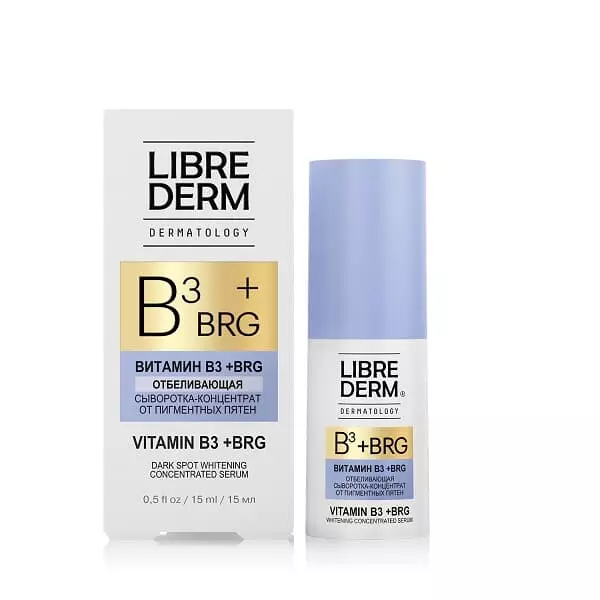 LIBRE
DERM
DERMATOLOGY
B³ +
BRG
ВИТАМИН B3 +BRG
ОТБЕЛИВАЮЩАЯ
СЫВОРОТКА-КОНЦЕНТРАТ
ОТ ПИГМЕНТНЫХ ПЯТЕН
VITAMIN B3 +BRG
DARK SPOT WHITENING
CONCENTRATED SERUM
0,5 fl oz / 15 ml / 15 мл
LIBRE
DERM®
DERMATOLOGY
B³+BRG
ВИТАМИН B3 +BRG
ОТБЕЛИВАЮЩАЯ
СЫВОРОТКА-КОНЦЕНТРАТ
ОТ ПИГМЕНТНЫХ ПЯТЕН
VITAMIN B3 +BRG
WHITENING CONCENTRATED SERUM